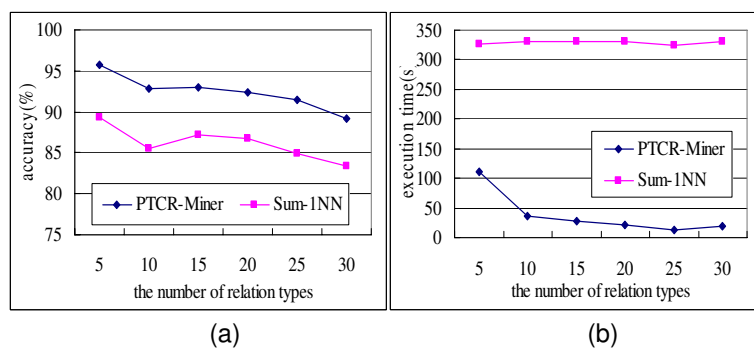 100
95
90
85
80
75
accuracy(%)
PTCR-Miner
Sum-1NN
5 10 15 20 25 30
the number of relation types
(a)
350
300
250
200
150
100
50
0
execution time(s)
PTCR-Miner
Sum-1NN
5 10 15 20 25 30
the number of relation types
(b)